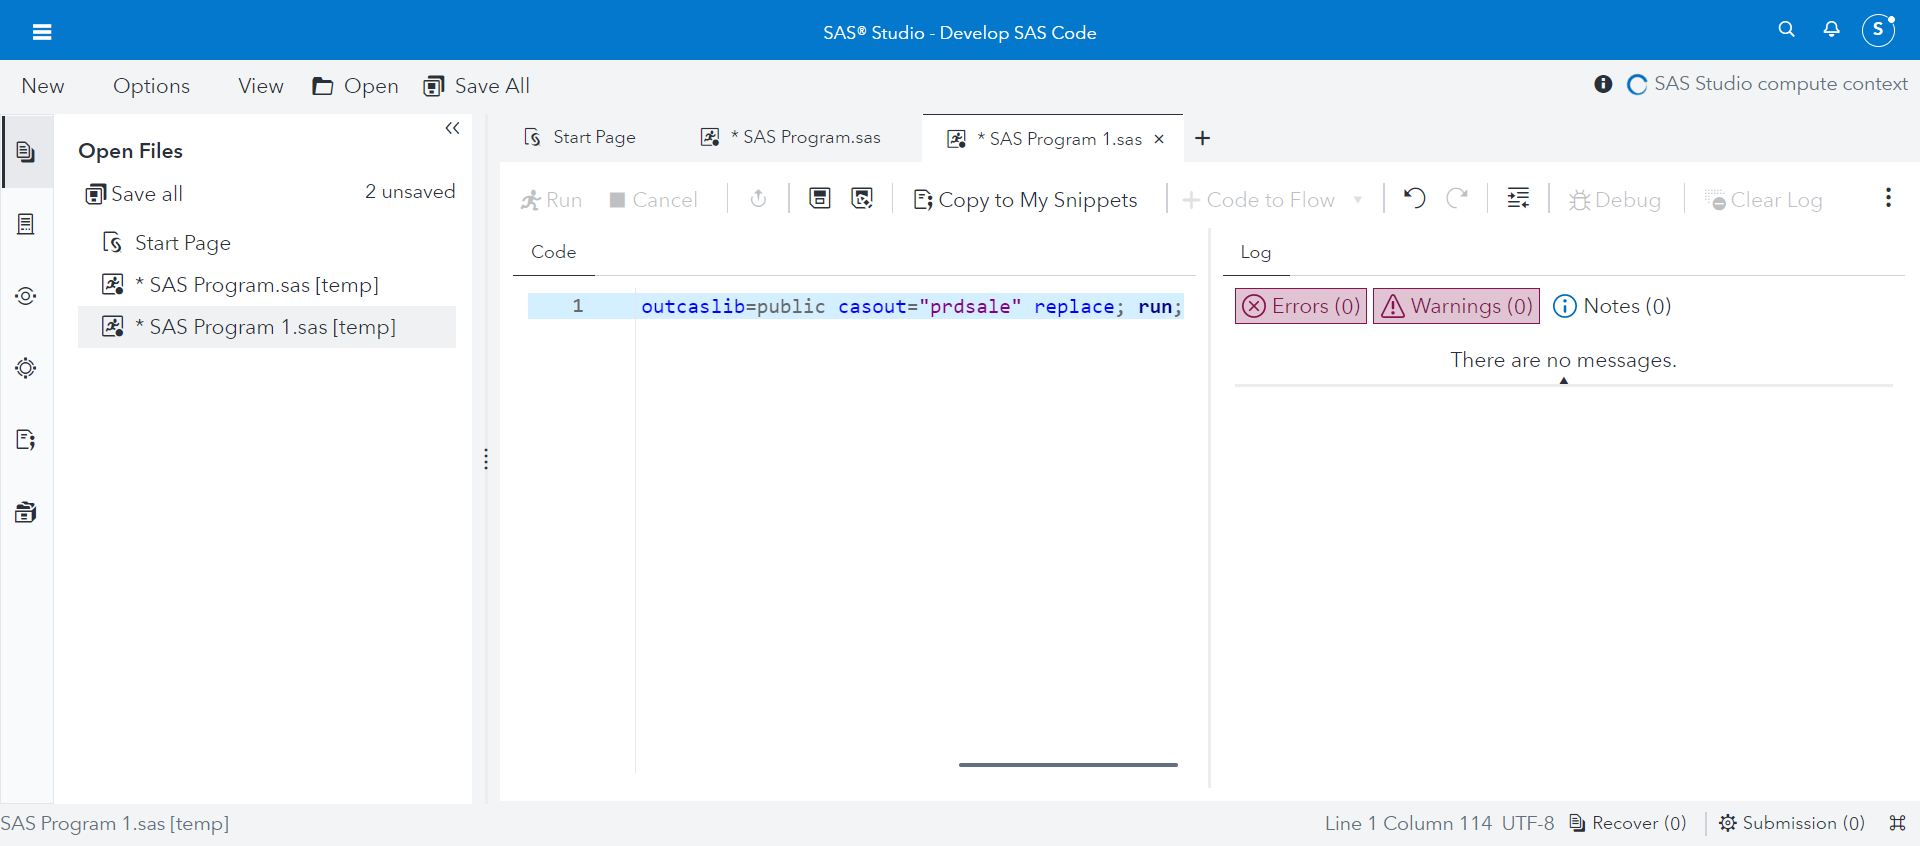 SAS® Studio - Develop SAS Code
S
New Options View Open Save All
SAS Studio compute context
Open Files
Save all 2 unsaved
Start Page
* SAS Program.sas [temp]
* SAS Program 1.sas [temp]
Start Page * SAS Program.sas * SAS Program 1.sas
Run Cancel Copy to My Snippets Code to Flow Debug Clear Log
Code
1 outcaslib=public casout="prdsale" replace; run;
Log
Errors (0) Warnings (0) Notes (0)
There are no messages.
SAS Program 1.sas [temp]
Line 1 Column 114 UTF-8 Recover (0) Submission (0)